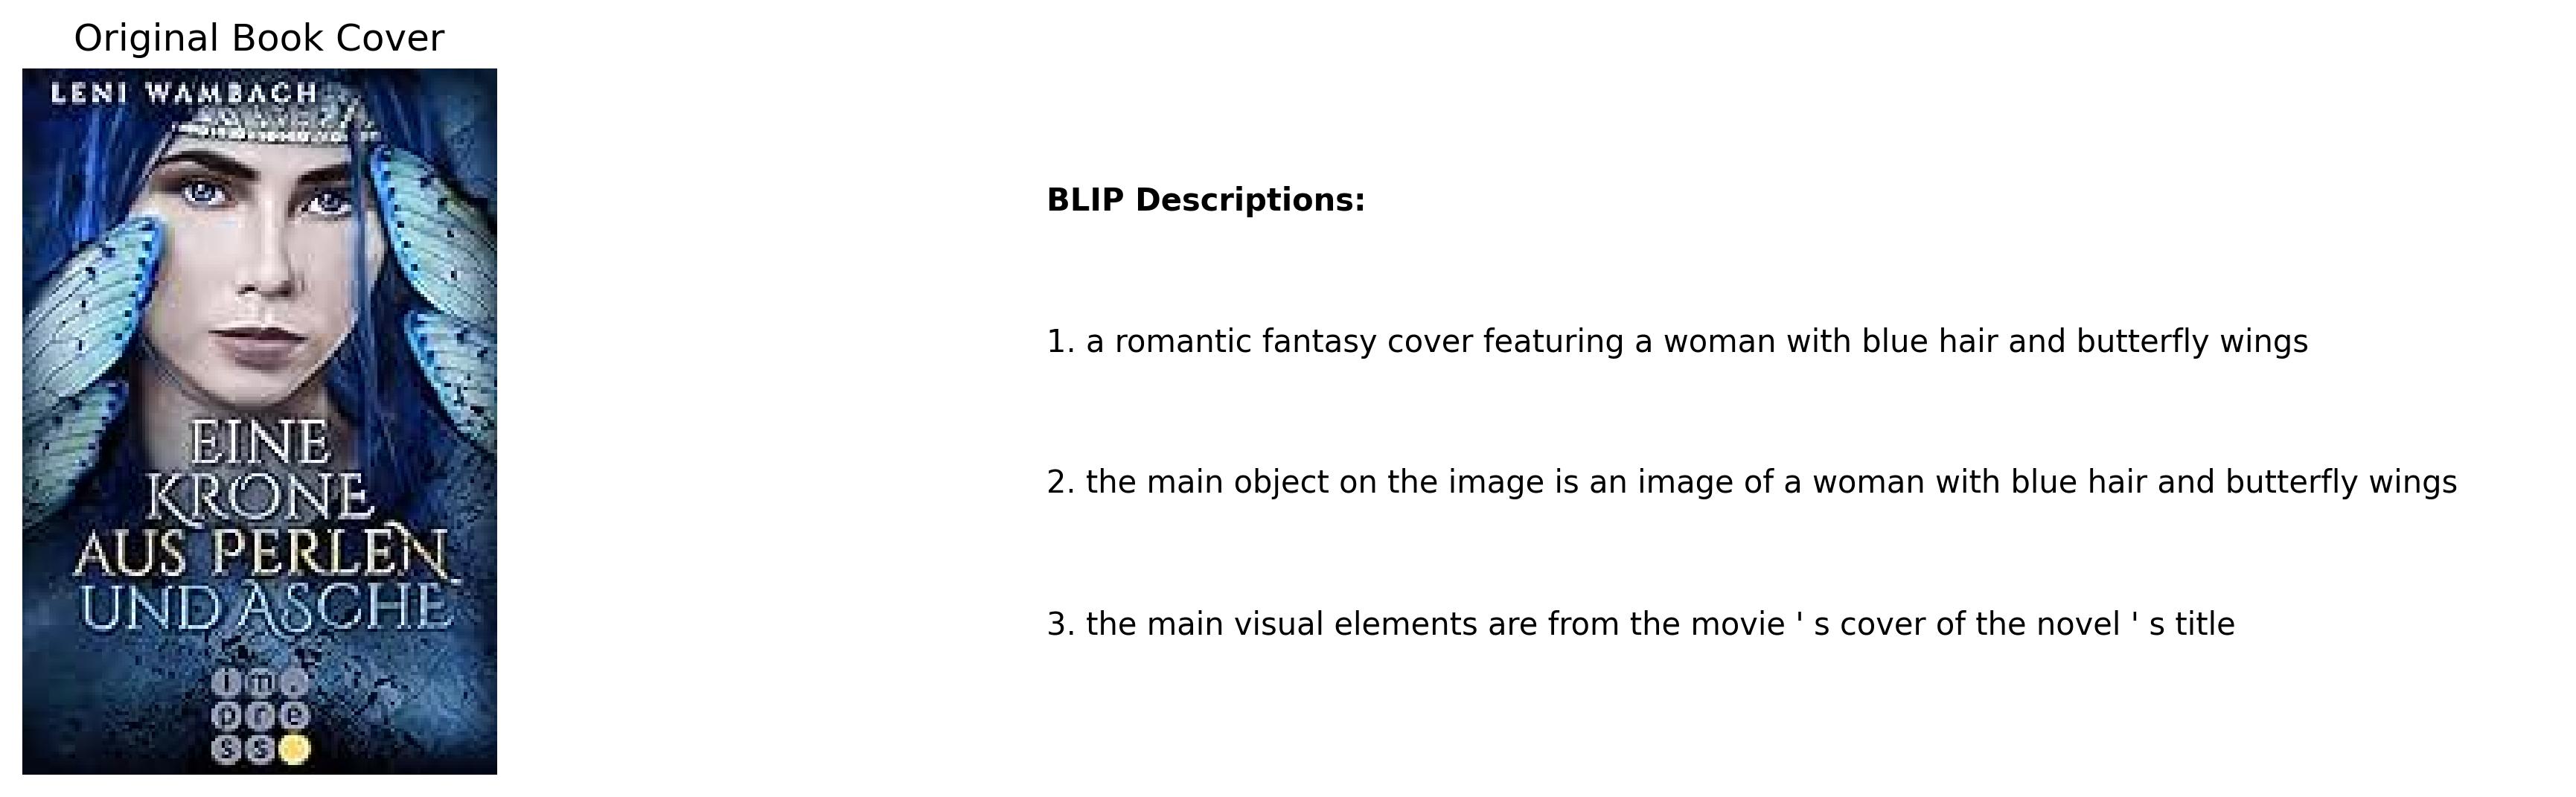 Original Book Cover
LENI WAMBACH
EINE
KRONE
AUS PERLEN
UND ASCHE
im.
pre
ss
BLIP Descriptions:
1. a romantic fantasy cover featuring a woman with blue hair and butterfly wings
2. the main object on the image is an image of a woman with blue hair and butterfly wings
3. the main visual elements are from the movie ' s cover of the novel ' s title